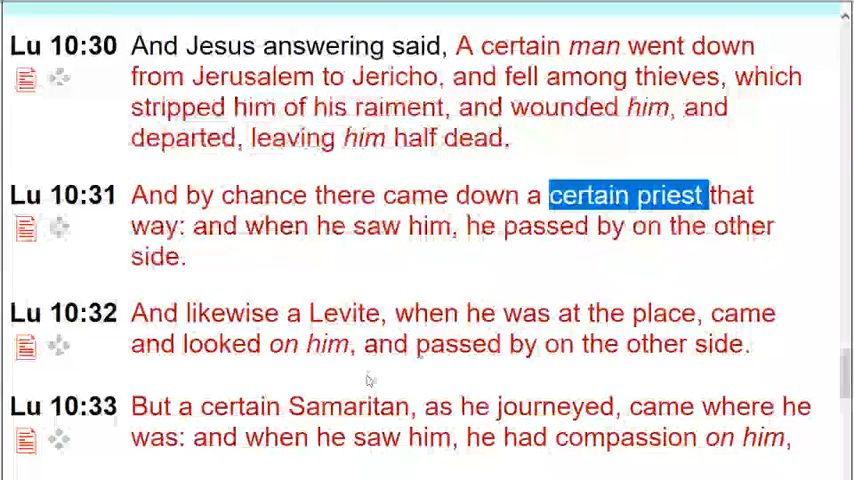 Lu 10:30 And Jesus answering said, A certain man went down
from Jerusalem to Jericho, and fell among thieves, which
stripped him of his raiment, and wounded him, and
departed, leaving him half dead.
Lu 10:31 And by chance there came down a certain priest that
way: and when he saw him, he passed by on the other
side.
Lu 10:32 And likewise a Levite, when he was at the place, came
and looked on him, and passed by on the other side.
Lu 10:33 But a certain Samaritan, as he journeyed, came where he
was: and when he saw him, he had compassion on him,